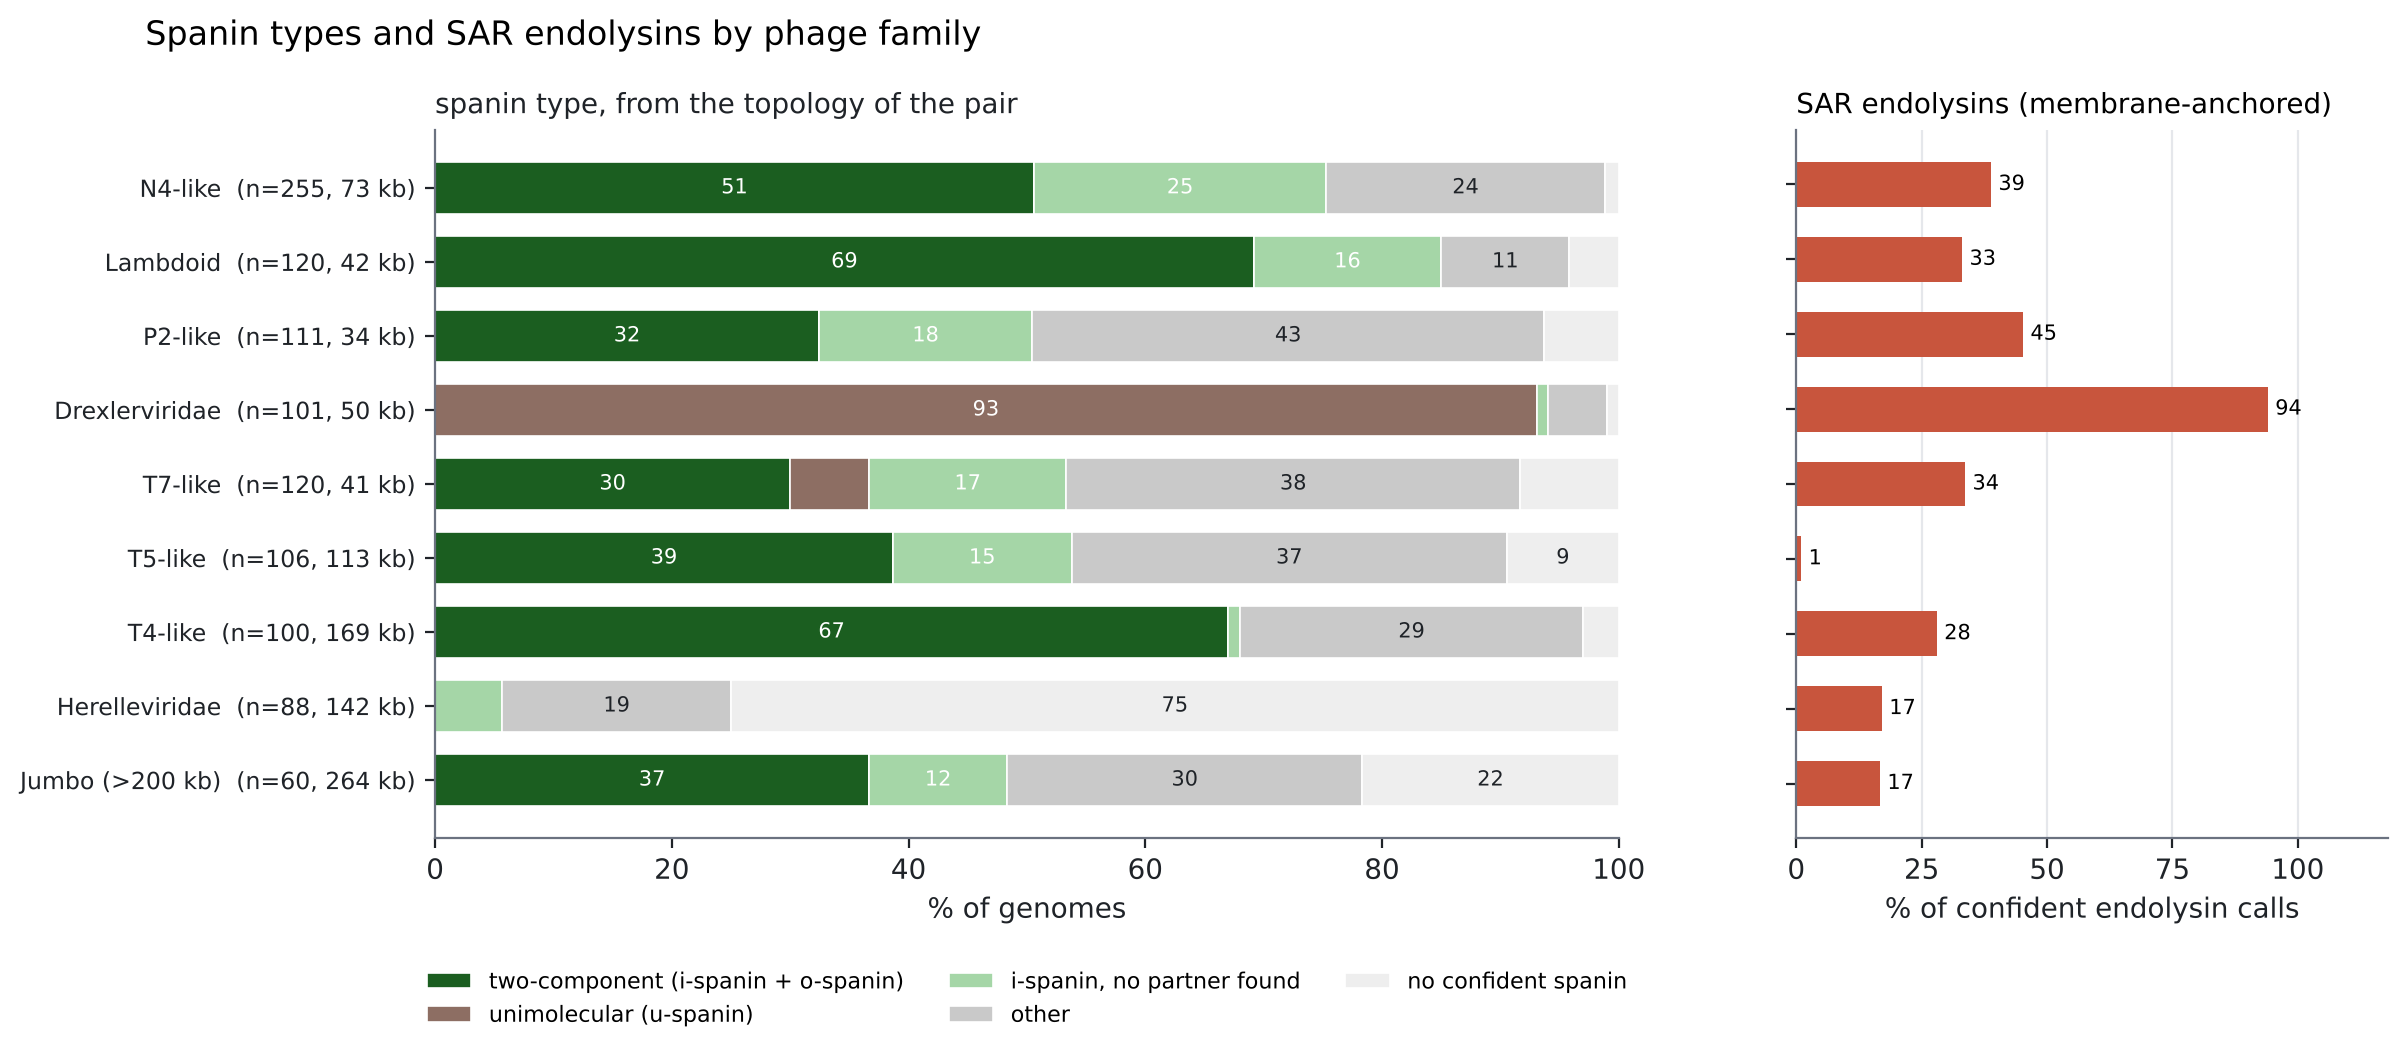 Spanin types and SAR endolysins by phage family
spanin type, from the topology of the pair
N4-like (n=255, 73 kb) 51 25 24
Lambdoid (n=120, 42 kb) 69 16 11
P2-like (n=111, 34 kb) 32 18 43
Drexlerviridae (n=101, 50 kb) 93
T7-like (n=120, 41 kb) 30 17 38
T5-like (n=106, 113 kb) 39 15 37 9
T4-like (n=100, 169 kb) 67 29
Herelleviridae (n=88, 142 kb) 19 75
Jumbo (>200 kb) (n=60, 264 kb) 37 12 30 22
0 20 40 60 80 100
% of genomes
SAR endolysins (membrane-anchored)
39
33
45
94
34
1
28
17
17
0 25 50 75 100
% of confident endolysin calls
two-component (i-spanin + o-spanin)
unimolecular (u-spanin)
i-spanin, no partner found
other
no confident spanin